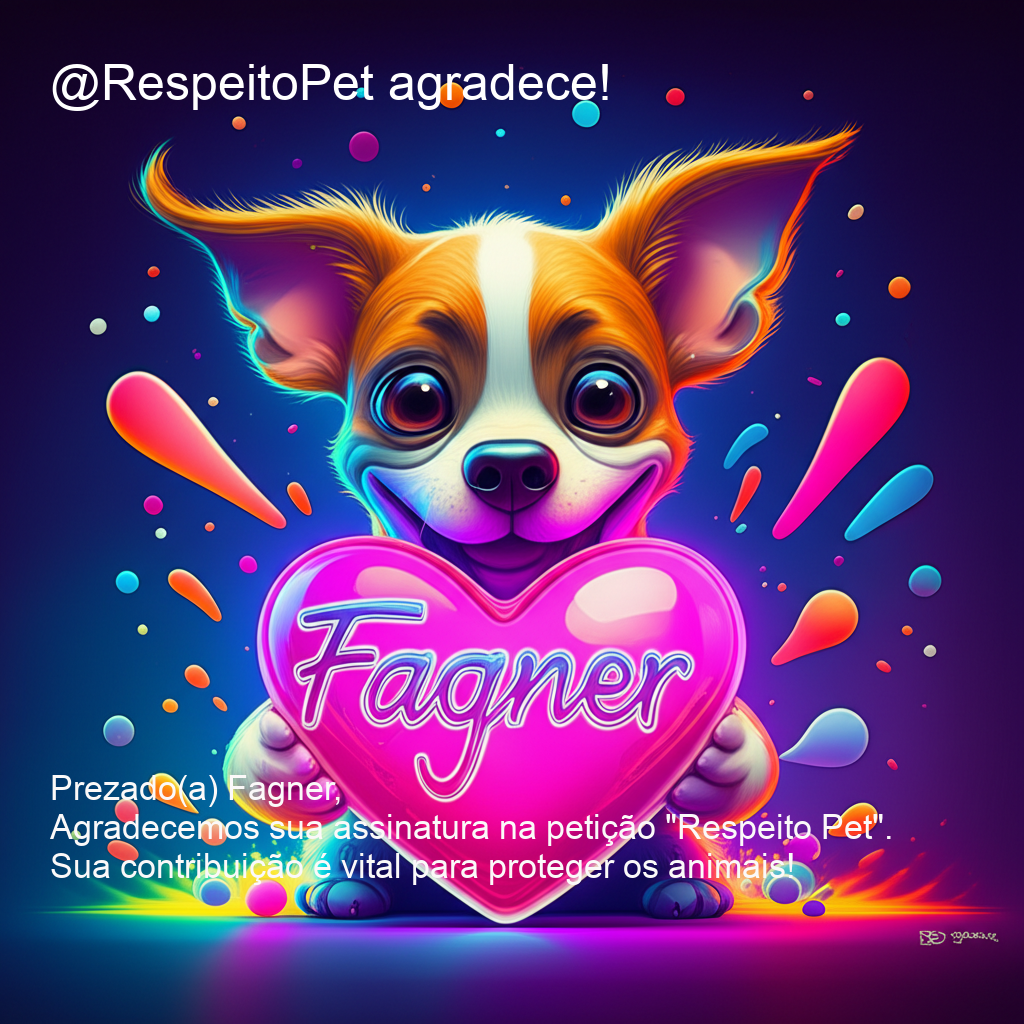 @RespeitoPet agradece!
Fagner
Prezado(a) Fagner,
Agradecemos sua assinatura na petição "Respeito Pet".
Sua contribuição é vital para proteger os animais!